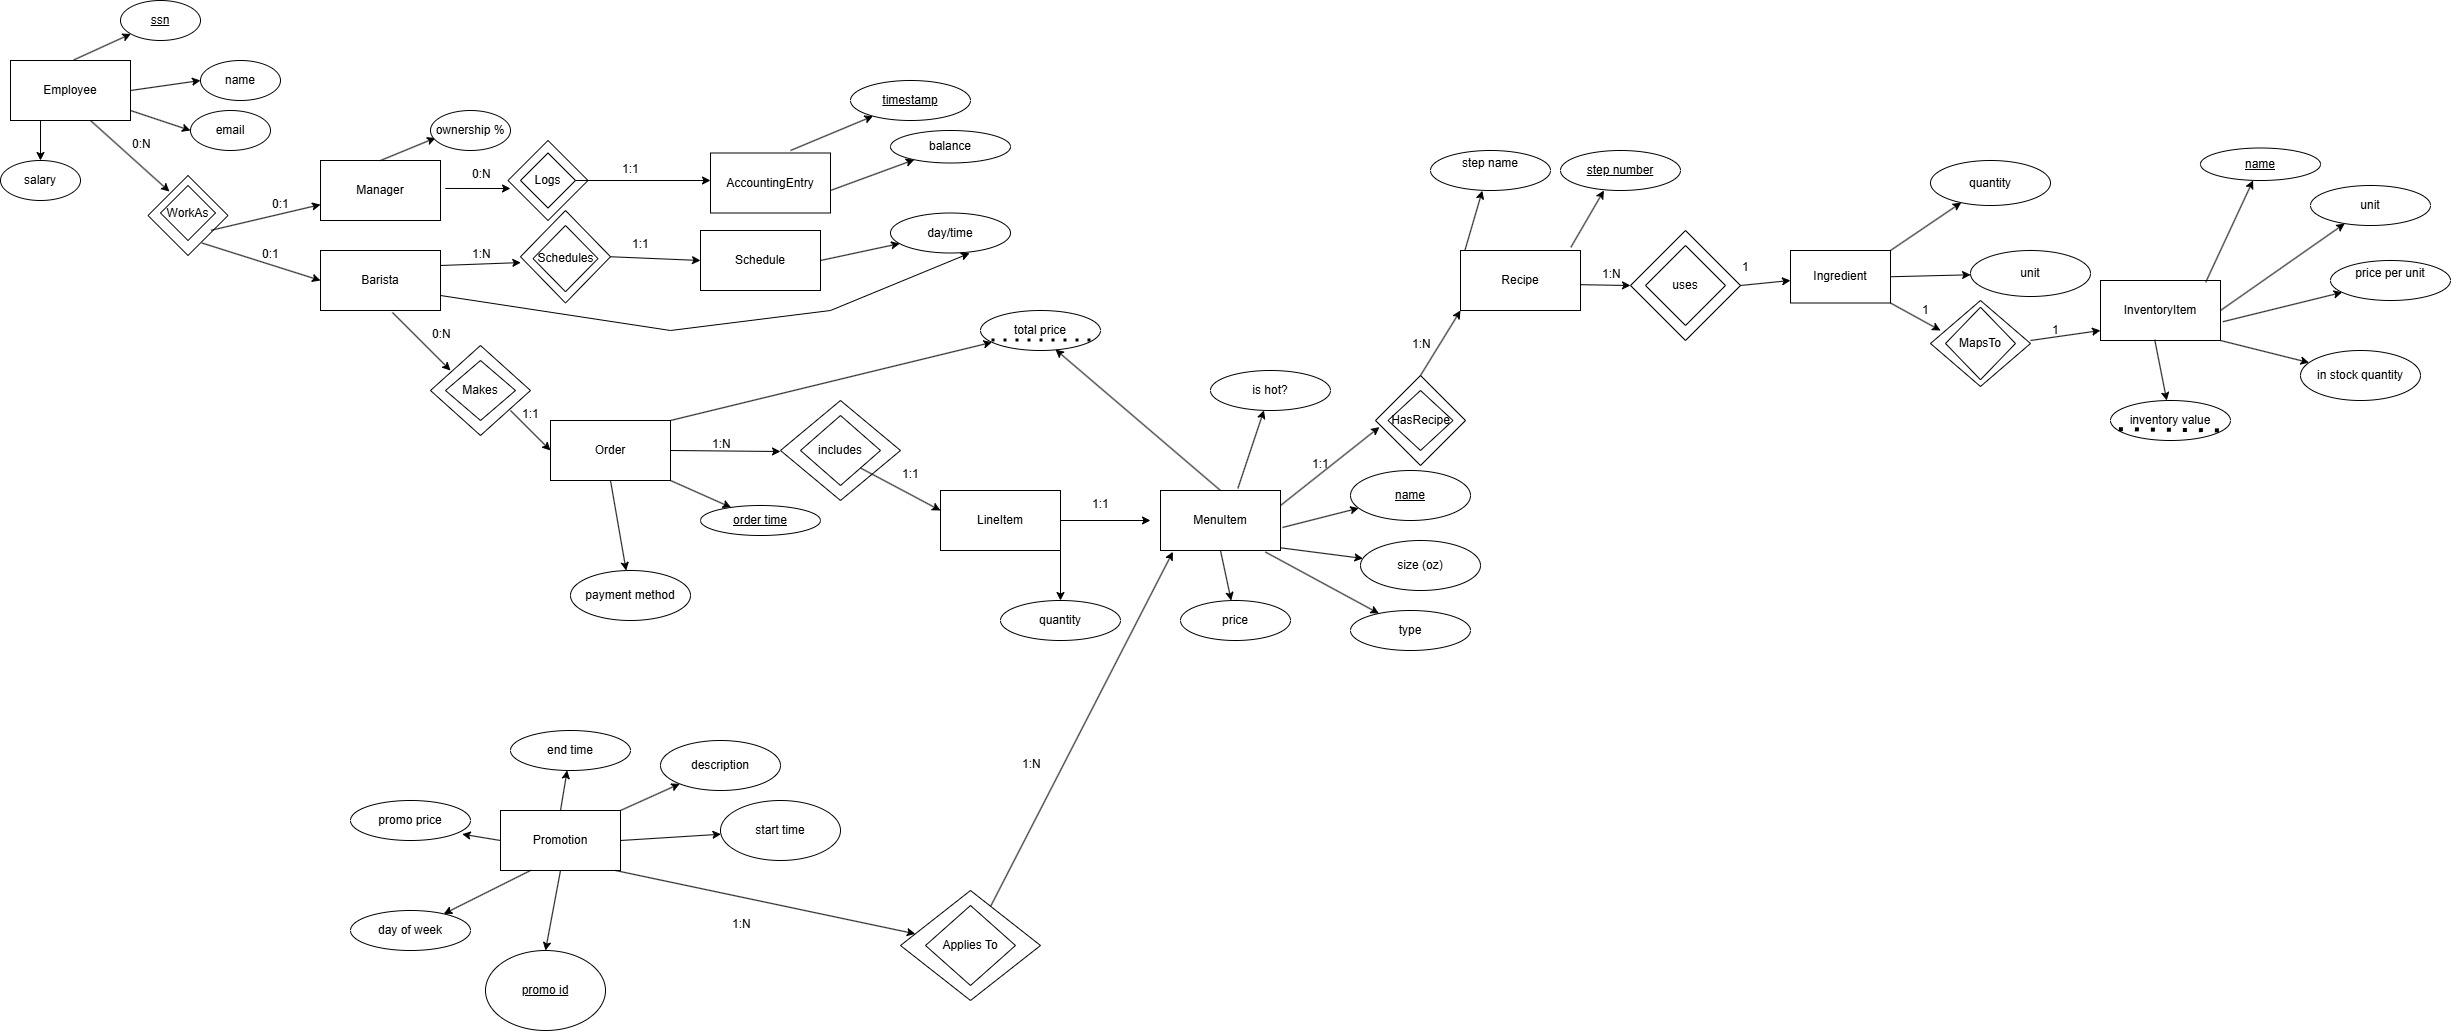 ssn
name
Employee
email
0:N
salary
WorkAs
0:1
0:1
ownership %
Manager
0:N
Logs
1:1
timestamp
balance
AccountingEntry
Barista
1:N
Schedules
1:1
Schedule
day/time
0:N
Makes
1:1
total price
Order
1:N
includes
1:1
order time
payment method
LineItem
1:1
quantity
is hot?
MenuItem
1:1
HasRecipe
1:N
name
size (oz)
type
price
step name
step number
Recipe
1:N
uses
1
quantity
Ingredient
unit
1
MapsTo
1
name
unit
price per unit
InventoryItem
in stock quantity
inventory value
end time
description
promo price
Promotion
start time
day of week
promo id
1:N
Applies To
1:N